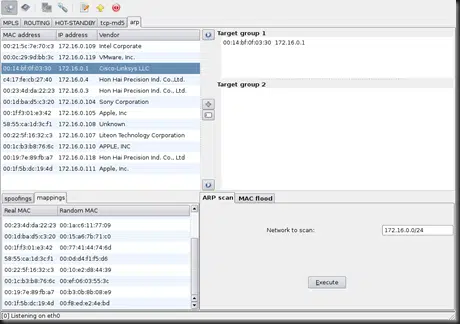 MPLS ROUTING HOT-STANDBY tcp-md5 arp
MAC address IP address Vendor
00:21:5c:7e:70:c3 172.16.0.109 Intel Corporate
00:0c:29:9d:bb:3c 172.16.0.119 VMware, Inc.
00:14:bf:0f:03:30 172.16.0.1 Cisco-Linksys LLC
c4:17:fe:cb:27:40 172.16.0.4 Hon Hai Precision Ind. Co.,Ltd.
00:23:4d:da:22:23 172.16.0.3 Hon Hai Precision Ind. Co., Ltd.
00:1d:ba:d5:c3:20 172.16.0.104 Sony Corporation
00:1f:f3:01:e3:42 172.16.0.105 Apple, Inc
58:55:ca:1d:3c:f1 172.16.0.108 Unknown
00:22:5f:16:32:c3 172.16.0.107 Liteon Technology Corporation
00:1c:b3:b8:76:6c 172.16.0.110 APPLE, INC
00:19:7e:89:fb:a7 172.16.0.118 Hon Hai Precision Ind. Co., Ltd
00:1f:5b:dc:19:4d 172.16.0.111 Apple, Inc.
Target group 1
00:14:bf:0f:03:30 172.16.0.1
Target group 2
spoofings mappings
Real MAC Random MAC
00:23:4d:da:22:23 00:1a:c6:11:77:09
00:1d:ba:d5:c3:20 00:15:a6:7b:71:c0
00:1f:f3:01:e3:42 00:77:41:44:74:6d
58:55:ca:1d:3c:f1 00:0d:d4:f1:f5:d6
00:22:5f:16:32:c3 00:10:e2:d8:44:39
00:1c:b3:b8:76:6c 00:ef:06:03:55:3c
00:19:7e:89:fb:a7 00:b3:0b:8b:08:e9
00:1f:5b:dc:19:4d 00:f8:ed:e2:4e:bd
ARP scan MAC flood
Network to scan: 172.16.0.0/24
Execute
[0] Listening on eth0